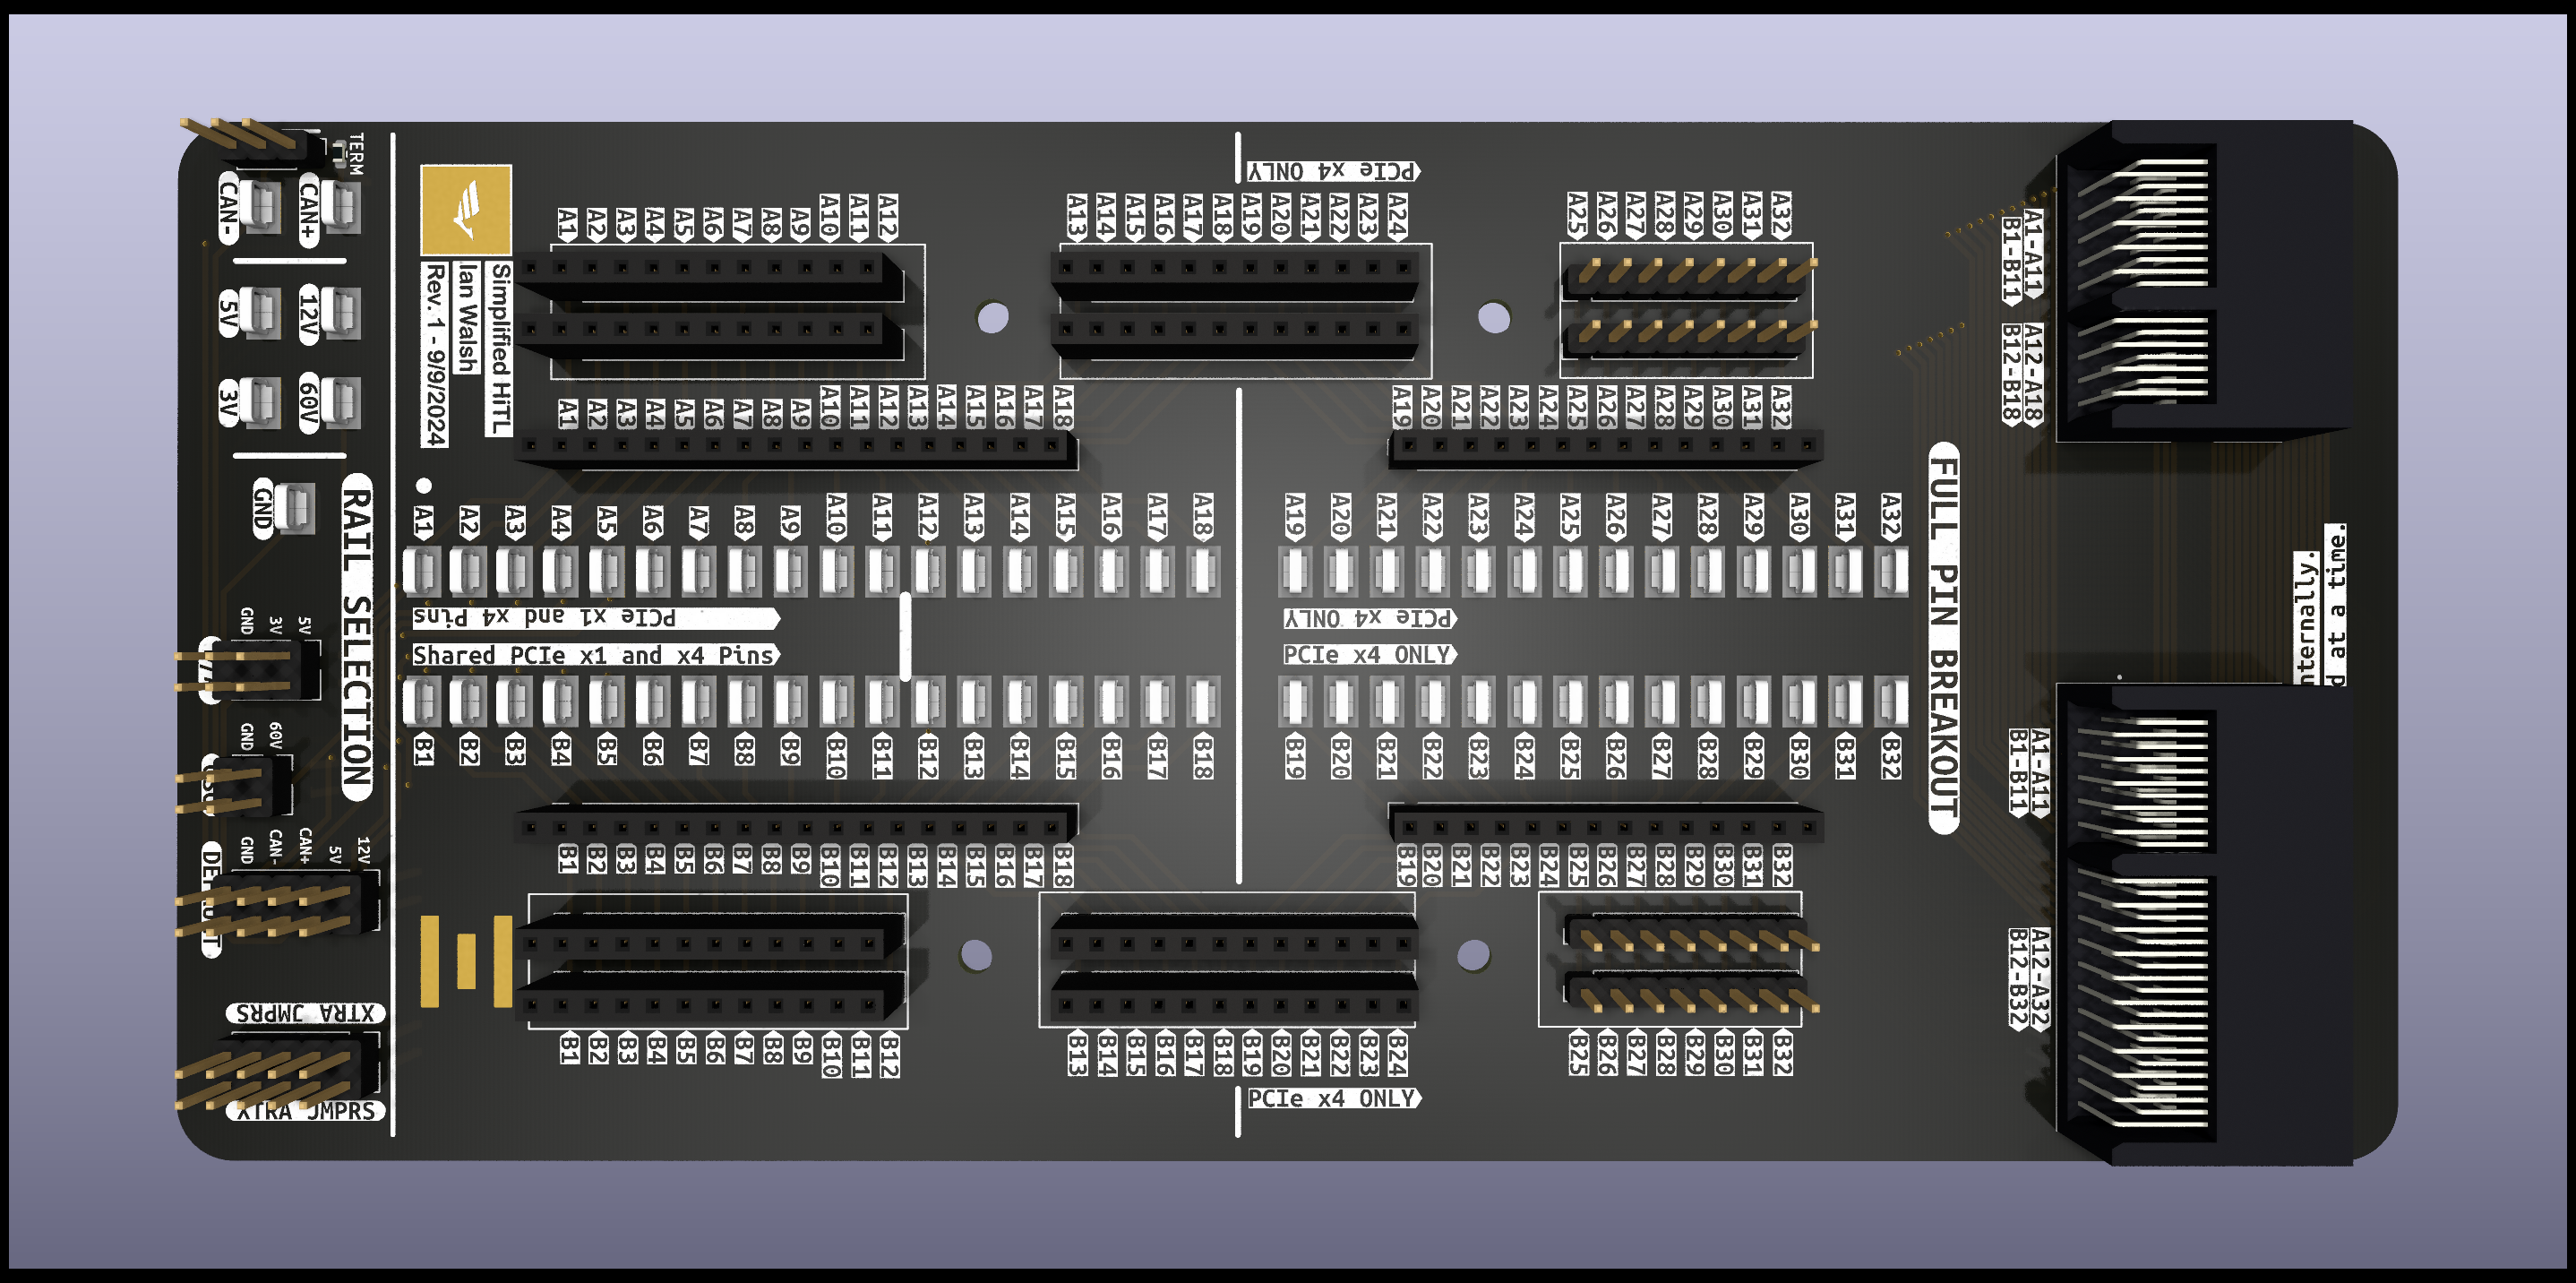 TERM
CAN-
CAN+
5V
12V
3V
60V
GND
RAIL SELECTION
GND
3V
5V
GND
60V
GND
CAN-
CAN+
5V
12V
XTRA JMPRS
XTRA JMPRS
Simplified HiTL
Ian Walsh
Rev. 1 - 9/9/2024
PCIe x4 ONLY
A1 A2 A3 A4 A5 A6 A7 A8 A9 A10 A11 A12
A13 A14 A15 A16 A17 A18 A19 A20 A21 A22 A23 A24
A25 A26 A27 A28 A29 A30 A31 A32
A1 A2 A3 A4 A5 A6 A7 A8 A9 A10 A11 A12 A13 A14 A15 A16 A17 A18
A19 A20 A21 A22 A23 A24 A25 A26 A27 A28 A29 A30 A31 A32
A1 A2 A3 A4 A5 A6 A7 A8 A9 A10 A11 A12 A13 A14 A15 A16 A17 A18
A19 A20 A21 A22 A23 A24 A25 A26 A27 A28 A29 A30 A31 A32
PCIe x1 and x4 Pins
PCIe x4 ONLY
Shared PCIe x1 and x4 Pins
PCIe x4 ONLY
B1 B2 B3 B4 B5 B6 B7 B8 B9 B10 B11 B12 B13 B14 B15 B16 B17 B18
B19 B20 B21 B22 B23 B24 B25 B26 B27 B28 B29 B30 B31 B32
B1 B2 B3 B4 B5 B6 B7 B8 B9 B10 B11 B12 B13 B14 B15 B16 B17 B18
B19 B20 B21 B22 B23 B24 B25 B26 B27 B28 B29 B30 B31 B32
B1 B2 B3 B4 B5 B6 B7 B8 B9 B10 B11 B12
B13 B14 B15 B16 B17 B18 B19 B20 B21 B22 B23 B24
B25 B26 B27 B28 B29 B30 B31 B32
PCIe x4 ONLY
FULL PIN BREAKOUT
A1-A11
B1-B11
A12-A18
B12-B18
A1-A11
B1-B11
A12-A32
B12-B32
at a time.